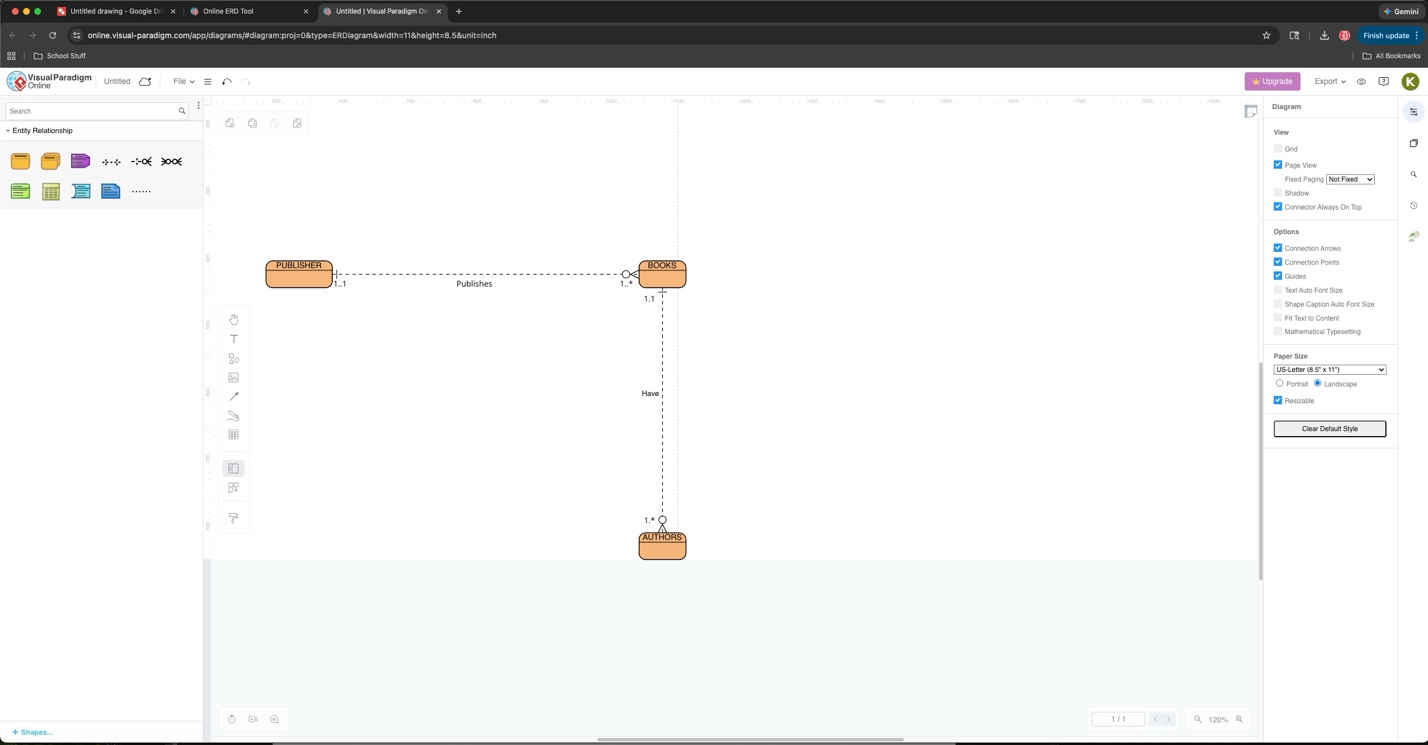 Untitled drawing - Google Dr
Online ERD Tool
Untitled | Visual Paradigm On
Gemini
online.visual-paradigm.com/app/diagrams/#diagram:proj=0&type=ERDiagram&width=11&height=8.5&unit=inch
Finish update
School Stuff
All Bookmarks
Visual Paradigm
Online
Untitled
File
Upgrade
Export
K
Search
Entity Relationship
Diagram
View
Grid
Page View
Fixed Paging Not Fixed
Shadow
Connector Always On Top
Options
Connection Arrows
Connection Points
Guides
Text Auto Font Size
Shape Caption Auto Font Size
Fit Text to Content
Mathematical Typesetting
Paper Size
US-Letter (8.5" x 11")
Portrait Landscape
Resizable
Clear Default Style
PUBLISHER
BOOKS
1..1
Publishes
1..*
1.1
Have
1.*
AUTHORS
+ Shapes...
1 / 1
120%